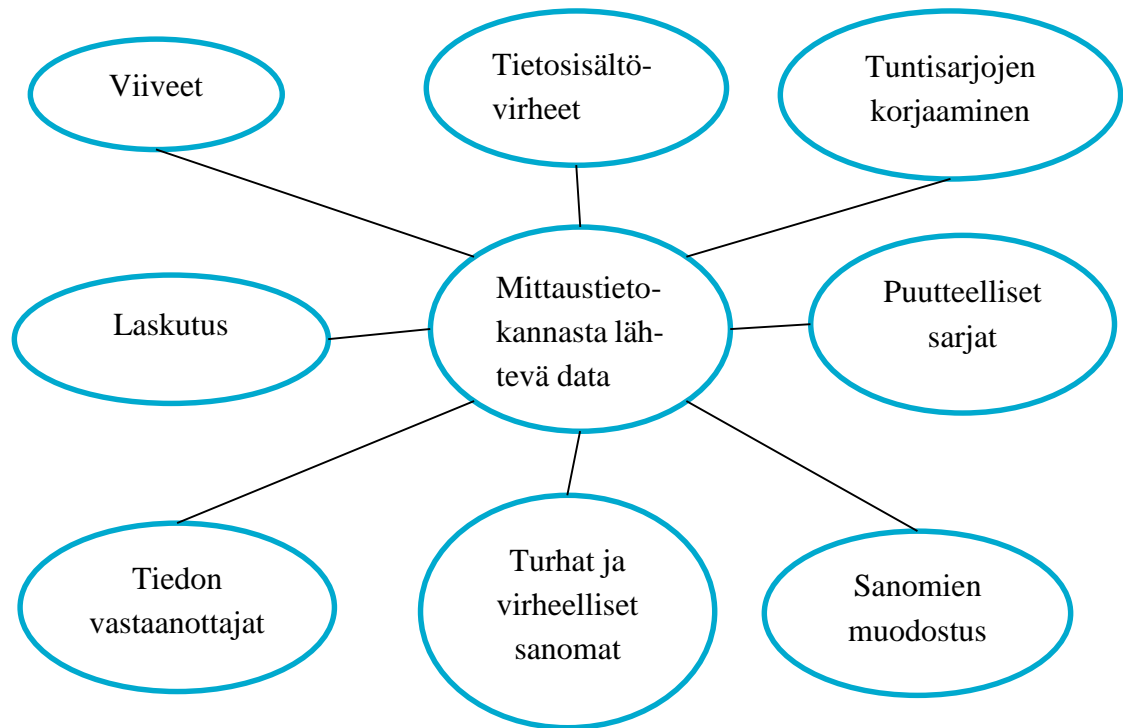 Viiveet
Tietosisältö-
virheet
Tuntisarjojen
korjaaminen
Laskutus
Mittaustieto-
kannasta läh-
tevä data
Puutteelliset
sarjat
Tiedon
vastaanottajat
Turhat ja
virheelliset
sanomat
Sanomien
muodostus